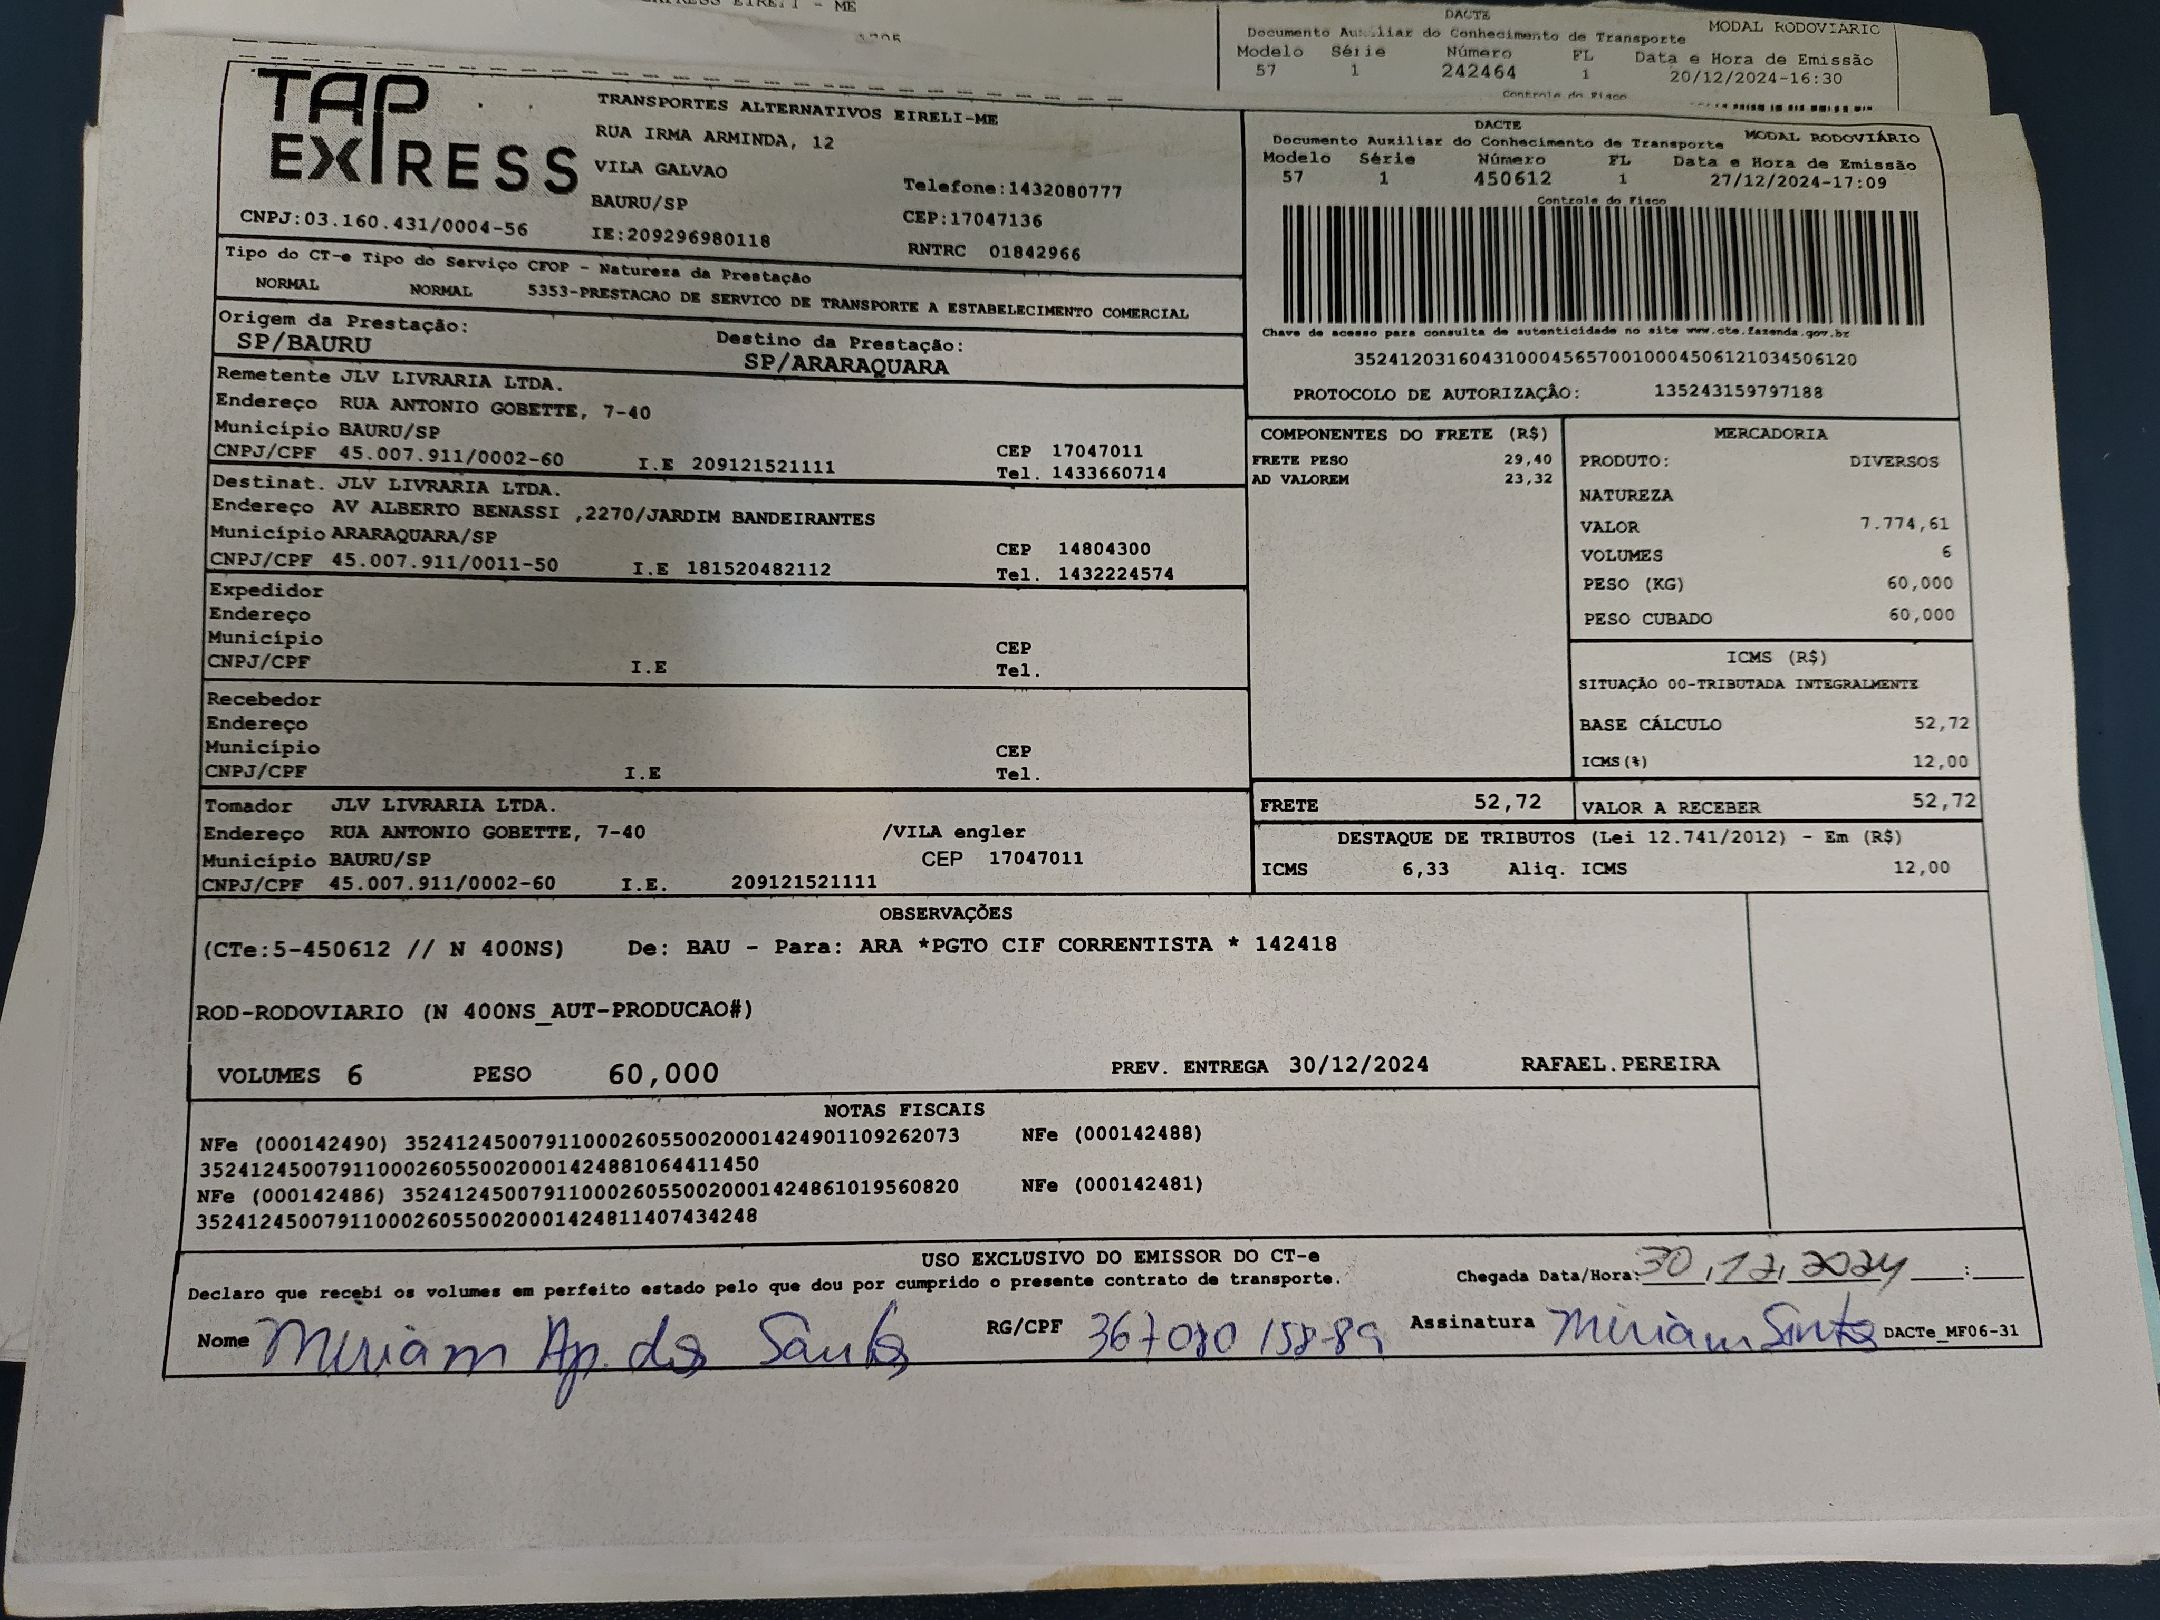 EXPRESS EIRELI - ME
DACTE
Documento Auxiliar do Conhecimento de Transporte MODAL RODOVIÁRIO
Modelo Série Número FL Data e Hora de Emissão
57 1 242464 1 20/12/2024-16:30
Controle do Fisco
TAP EXPRESS
CNPJ:03.160.431/0004-56
TRANSPORTES ALTERNATIVOS EIRELI-ME
RUA IRMA ARMINDA, 12
VILA GALVAO
BAURU/SP
IE:209296980118
Telefone:1432080777
CEP:17047136
RNTRC 01842966
DACTE
Documento Auxiliar do Conhecimento de Transporte MODAL RODOVIÁRIO
Modelo Série Número FL Data e Hora de Emissão
57 1 450612 1 27/12/2024-17:09
Controle do Fisco
Chave de acesso para consulta de autenticidade no site www.cte.fazenda.gov.br
35241203160431000456570010004506121034506120
PROTOCOLO DE AUTORIZAÇÃO: 135243159797188
Tipo do CT-e Tipo do Serviço CFOP - Natureza da Prestação
NORMAL NORMAL 5353-PRESTACAO DE SERVICO DE TRANSPORTE A ESTABELECIMENTO COMERCIAL
Origem da Prestação: Destino da Prestação:
SP/BAURU SP/ARARAQUARA
Remetente JLV LIVRARIA LTDA.
Endereço RUA ANTONIO GOBETTE, 7-40
Município BAURU/SP CEP 17047011
CNPJ/CPF 45.007.911/0002-60 I.E 209121521111 Tel. 1433660714
Destinat. JLV LIVRARIA LTDA.
Endereço AV ALBERTO BENASSI ,2270/JARDIM BANDEIRANTES
Município ARARAQUARA/SP CEP 14804300
CNPJ/CPF 45.007.911/0011-50 I.E 181520482112 Tel. 1432224574
Expedidor
Endereço
Município CEP
CNPJ/CPF I.E Tel.
Recebedor
Endereço
Município CEP
CNPJ/CPF I.E Tel.
Tomador JLV LIVRARIA LTDA.
Endereço RUA ANTONIO GOBETTE, 7-40 /VILA engler
Município BAURU/SP CEP 17047011
CNPJ/CPF 45.007.911/0002-60 I.E. 209121521111
COMPONENTES DO FRETE (R$)
FRETE PESO 29,40
AD VALOREM 23,32
MERCADORIA
PRODUTO: DIVERSOS
NATUREZA
VALOR 7.774,61
VOLUMES 6
PESO (KG) 60,000
PESO CUBADO 60,000
ICMS (R$)
SITUAÇÃO 00-TRIBUTADA INTEGRALMENTE
BASE CÁLCULO 52,72
ICMS(%) 12,00
FRETE 52,72 VALOR A RECEBER 52,72
DESTAQUE DE TRIBUTOS (Lei 12.741/2012) - Em (R$)
ICMS 6,33 Aliq. ICMS 12,00
OBSERVAÇÕES
(CTe:5-450612 // N 400NS) De: BAU - Para: ARA *PGTO CIF CORRENTISTA * 142418
ROD-RODOVIARIO (N 400NS_AUT-PRODUCAO#)
VOLUMES 6 PESO 60,000 PREV. ENTREGA 30/12/2024 RAFAEL.PEREIRA
NOTAS FISCAIS
NFe (000142490) 35241245007911000260550020001424901109262073 NFe (000142488)
35241245007911000260550020001424881064411450
NFe (000142486) 35241245007911000260550020001424861019560820 NFe (000142481)
35241245007911000260550020001424811407434248
USO EXCLUSIVO DO EMISSOR DO CT-e
Declaro que recebi os volumes em perfeito estado pelo que dou por cumprido o presente contrato de transporte. Chegada Data/Hora: 30,12,2024 :
Nome Miriam Ap. dos Santos RG/CPF 367080158-89 Assinatura Miriam Santos DACTe_MF06-31